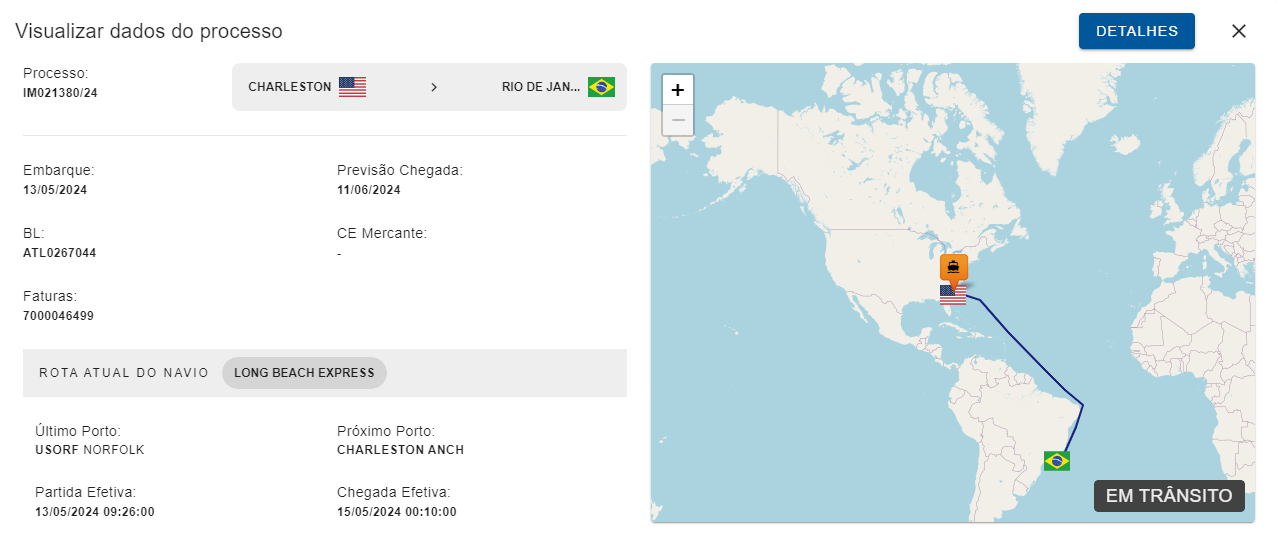 Visualizar dados do processo
DETALHES
Processo:
IM021380/24
CHARLESTON
RIO DE JAN...
Embarque:
13/05/2024
Previsão Chegada:
11/06/2024
BL:
ATL0267044
CE Mercante:
-
Faturas:
7000046499
ROTA ATUAL DO NAVIO
LONG BEACH EXPRESS
Último Porto:
USORF NORFOLK
Próximo Porto:
CHARLESTON ANCH
Partida Efetiva:
13/05/2024 09:26:00
Chegada Efetiva:
15/05/2024 00:10:00
+
−
EM TRÂNSITO